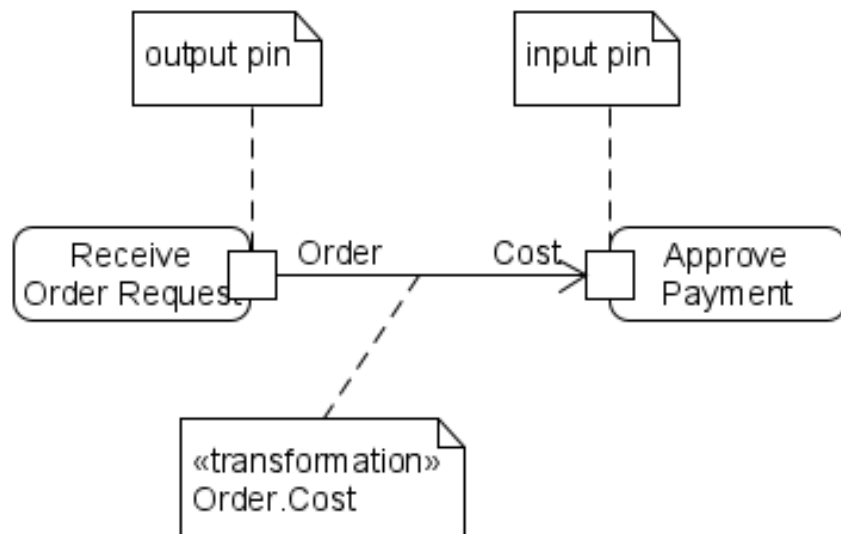 output pin
input pin
Receive
Order Request
Order
Cost
Approve
Payment
«transformation»
Order.Cost